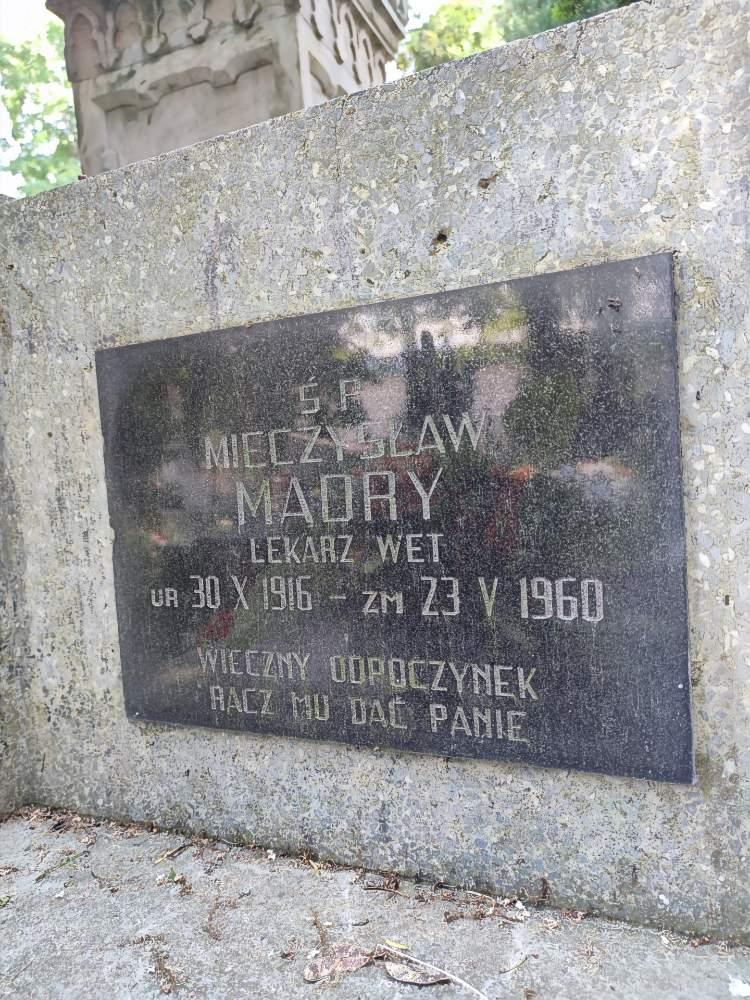 Ś P
MIECZYSŁAW
MĄDRY
LEKARZ WET
UR 30 X 1916 - ZM 23 V 1960
WIECZNY ODPOCZYNEK
RACZ MU DAĆ PANIE